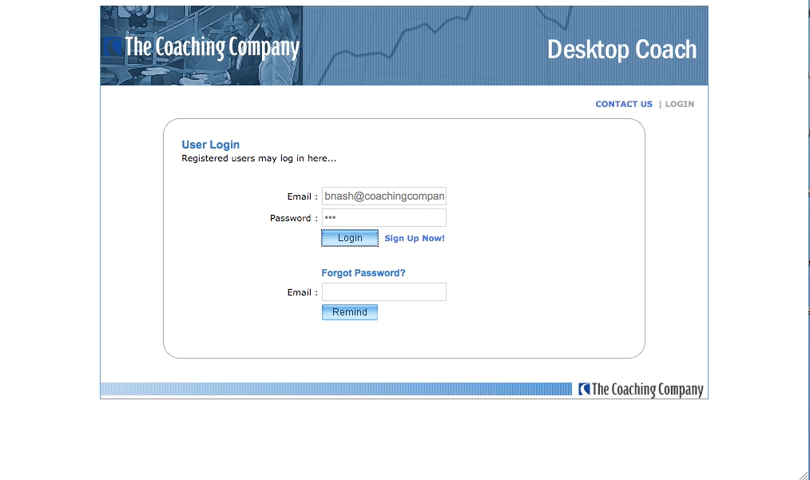 The Coaching Company
Desktop Coach
CONTACT US | LOGIN
User Login
Registered users may log in here...
Email : bnash@coachingcompan
Password : •••
Login Sign Up Now!
Forgot Password?
Email :
Remind
The Coaching Company